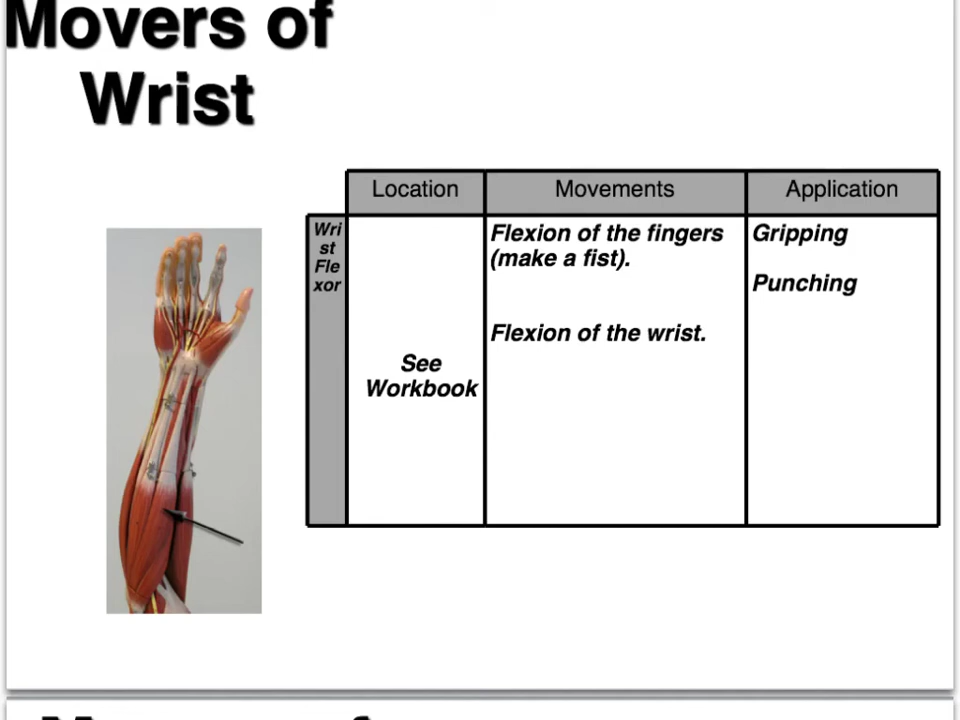 Movers of
Wrist
Location Movements Application
Wri
st
Fle
xor
See
Workbook
Flexion of the fingers
(make a fist).
Flexion of the wrist.
Gripping
Punching